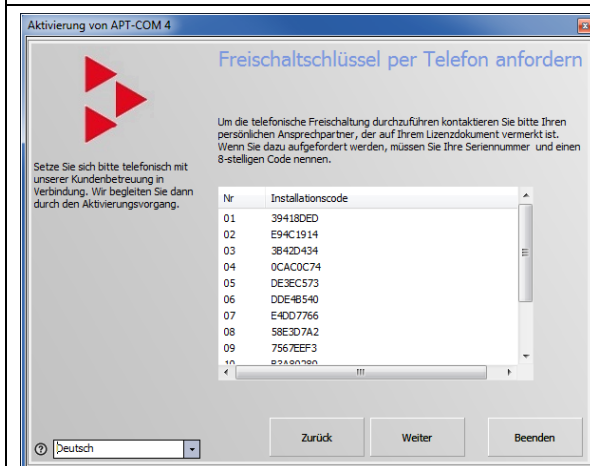 Aktivierung von APT-COM 4
Freischaltschlüssel per Telefon anfordern
Um die telefonische Freischaltung durchzuführen kontaktieren Sie bitte Ihren
persönlichen Ansprechpartner, der auf Ihrem Lizenzdokument vermerkt ist.
Wenn Sie dazu aufgefordert werden, müssen Sie Ihre Seriennummer und einen
8-stelligen Code nennen.
Setze Sie sich bitte telefonisch mit
unserer Kundenbetreuung in
Verbindung. Wir begleiten Sie dann
durch den Aktivierungsvorgang.
Nr Installationscode
01 39418DED
02 E94C1914
03 3B42D434
04 0CAC0C74
05 DE3EC573
06 DDE4B540
07 E4DD7766
08 58E3D7A2
09 7567EEF3
10
Zurück Weiter Beenden
Deutsch